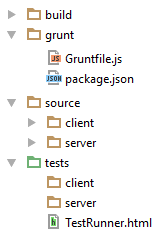 build
grunt
Gruntfile.js
package.json
source
client
server
tests
client
server
TestRunner.html